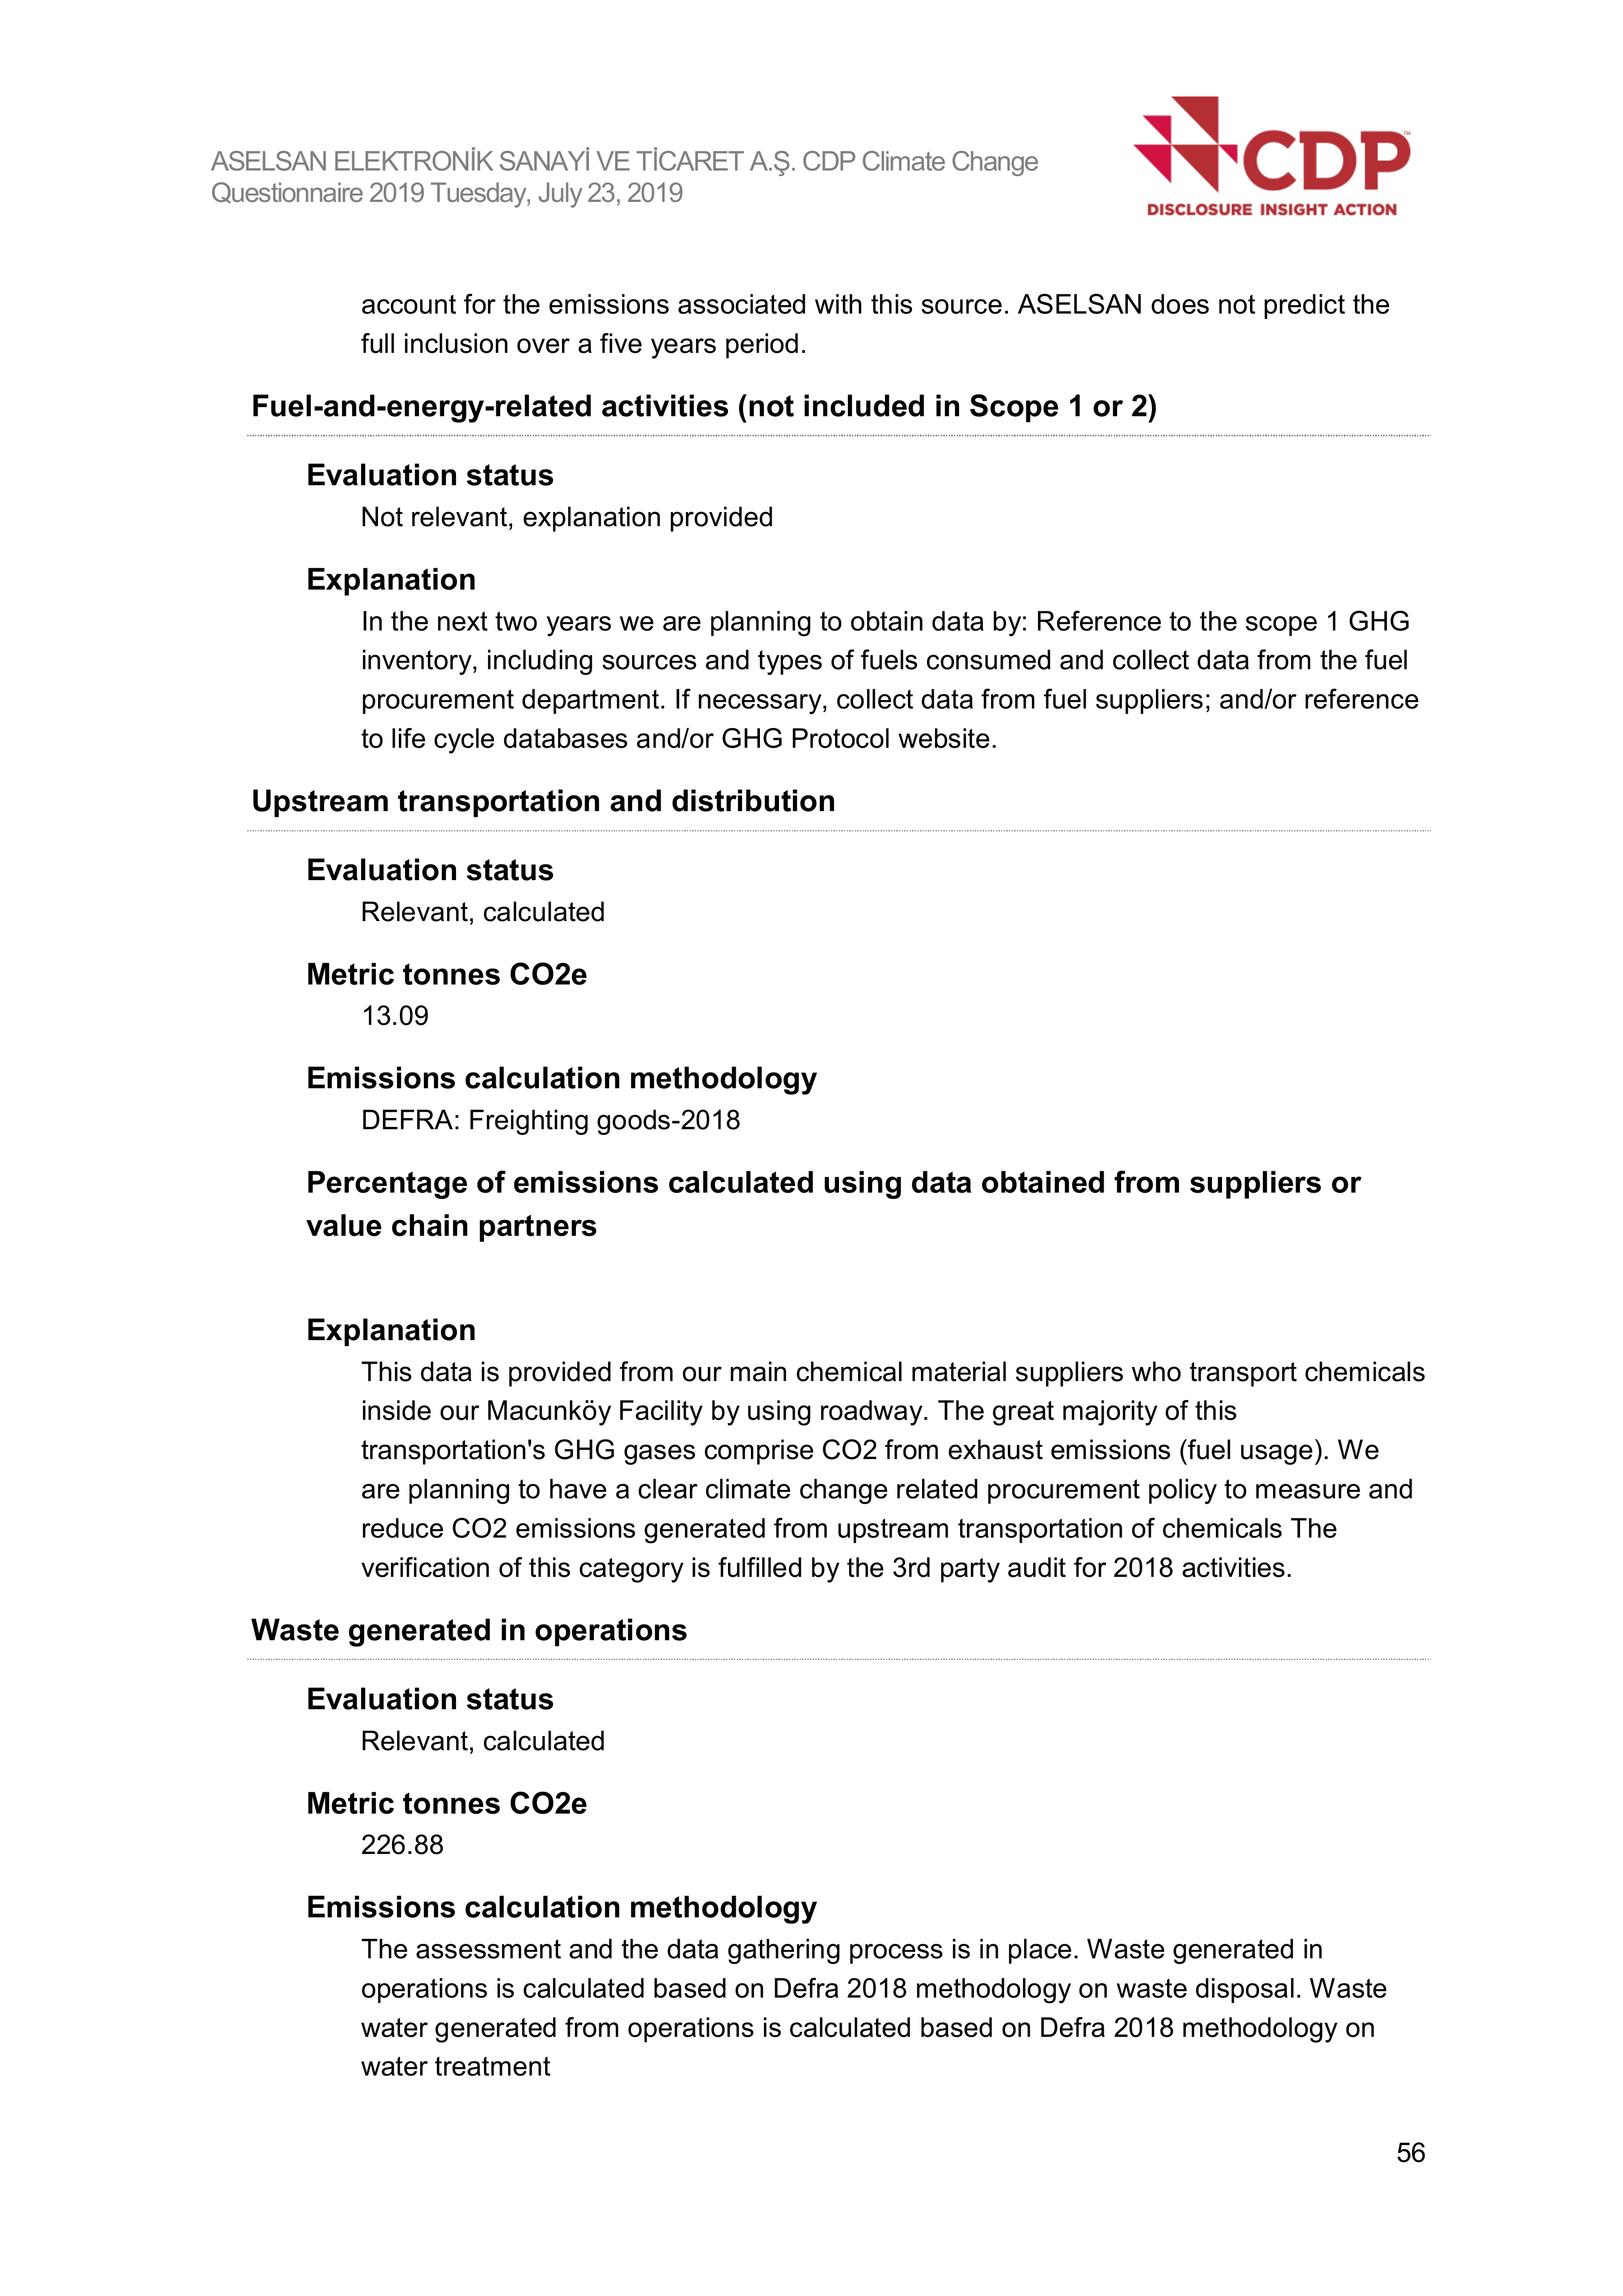 ASELSAN ELEKTRONİK SANAYİ VE TİCARET A.Ş. CDP Climate Change
Questionnaire 2019 Tuesday, July 23, 2019
CDP™
DISCLOSURE INSIGHT ACTION
account for the emissions associated with this source. ASELSAN does not predict the
full inclusion over a five years period.
Fuel-and-energy-related activities (not included in Scope 1 or 2)
Evaluation status
Not relevant, explanation provided
Explanation
In the next two years we are planning to obtain data by: Reference to the scope 1 GHG
inventory, including sources and types of fuels consumed and collect data from the fuel
procurement department. If necessary, collect data from fuel suppliers; and/or reference
to life cycle databases and/or GHG Protocol website.
Upstream transportation and distribution
Evaluation status
Relevant, calculated
Metric tonnes CO2e
13.09
Emissions calculation methodology
DEFRA: Freighting goods-2018
Percentage of emissions calculated using data obtained from suppliers or
value chain partners
Explanation
This data is provided from our main chemical material suppliers who transport chemicals
inside our Macunköy Facility by using roadway. The great majority of this
transportation's GHG gases comprise CO2 from exhaust emissions (fuel usage). We
are planning to have a clear climate change related procurement policy to measure and
reduce CO2 emissions generated from upstream transportation of chemicals The
verification of this category is fulfilled by the 3rd party audit for 2018 activities.
Waste generated in operations
Evaluation status
Relevant, calculated
Metric tonnes CO2e
226.88
Emissions calculation methodology
The assessment and the data gathering process is in place. Waste generated in
operations is calculated based on Defra 2018 methodology on waste disposal. Waste
water generated from operations is calculated based on Defra 2018 methodology on
water treatment
56